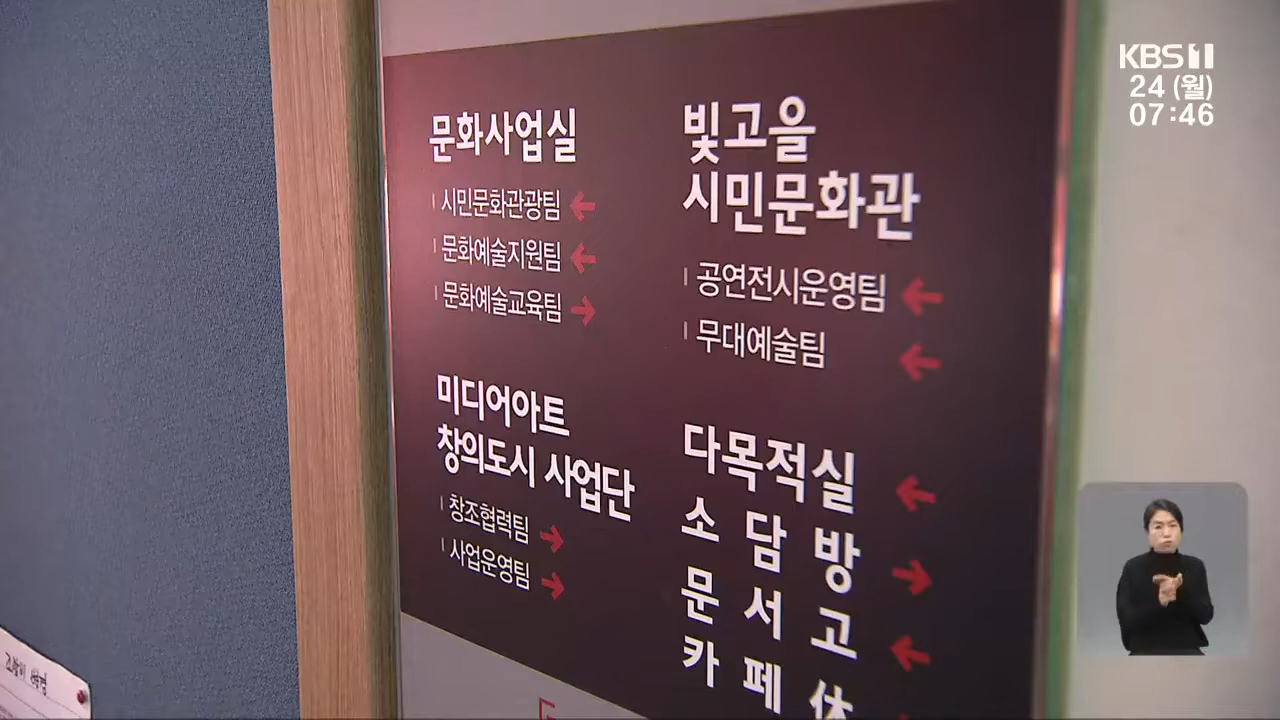 문화사업실
시민문화관광팀
문화예술지원팀
문화예술교육팀
미디어아트
창의도시 사업단
창조협력팀
사업운영팀
빛고을
시민문화관
공연전시운영팀
무대예술팀
다목적실
소담방
문서고
카페 休
KBS1
24 (월)
07:46